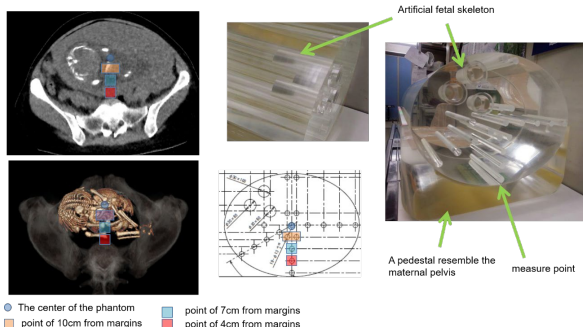 Artificial fetal skeleton
A pedestal resemble the
maternal pelvis
measure point
The center of the phantom
point of 7cm from margins
point of 10cm from margins
point of 4cm from margins